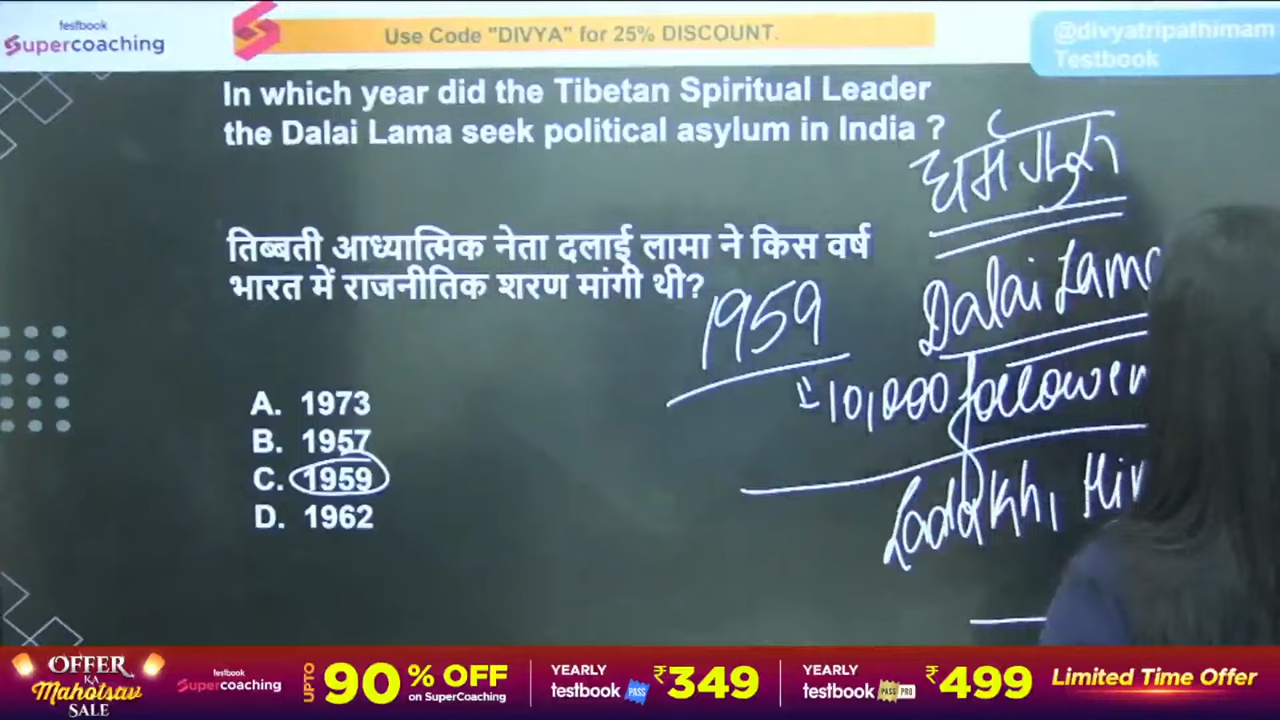 testbook
Supercoaching
Use Code "DIVYA" for 25% DISCOUNT.
@divyatripathimam
Testbook
In which year did the Tibetan Spiritual Leader
the Dalai Lama seek political asylum in India ?
धर्म गुरु
तिब्बती आध्यात्मिक नेता दलाई लामा ने किस वर्ष
भारत में राजनीतिक शरण मांगी थी?
1959
Dalai Lama
10,000 follower
A. 1973
B. 1957
C. 1959
D. 1962
Ladakh,
OFFER
KA
Mahotsav
SALE
testbook
Supercoaching
UPTO
90% OFF
on SuperCoaching
YEARLY
testbook PASS
₹349
YEARLY
testbook PASS PRO
₹499
Limited Time Offer